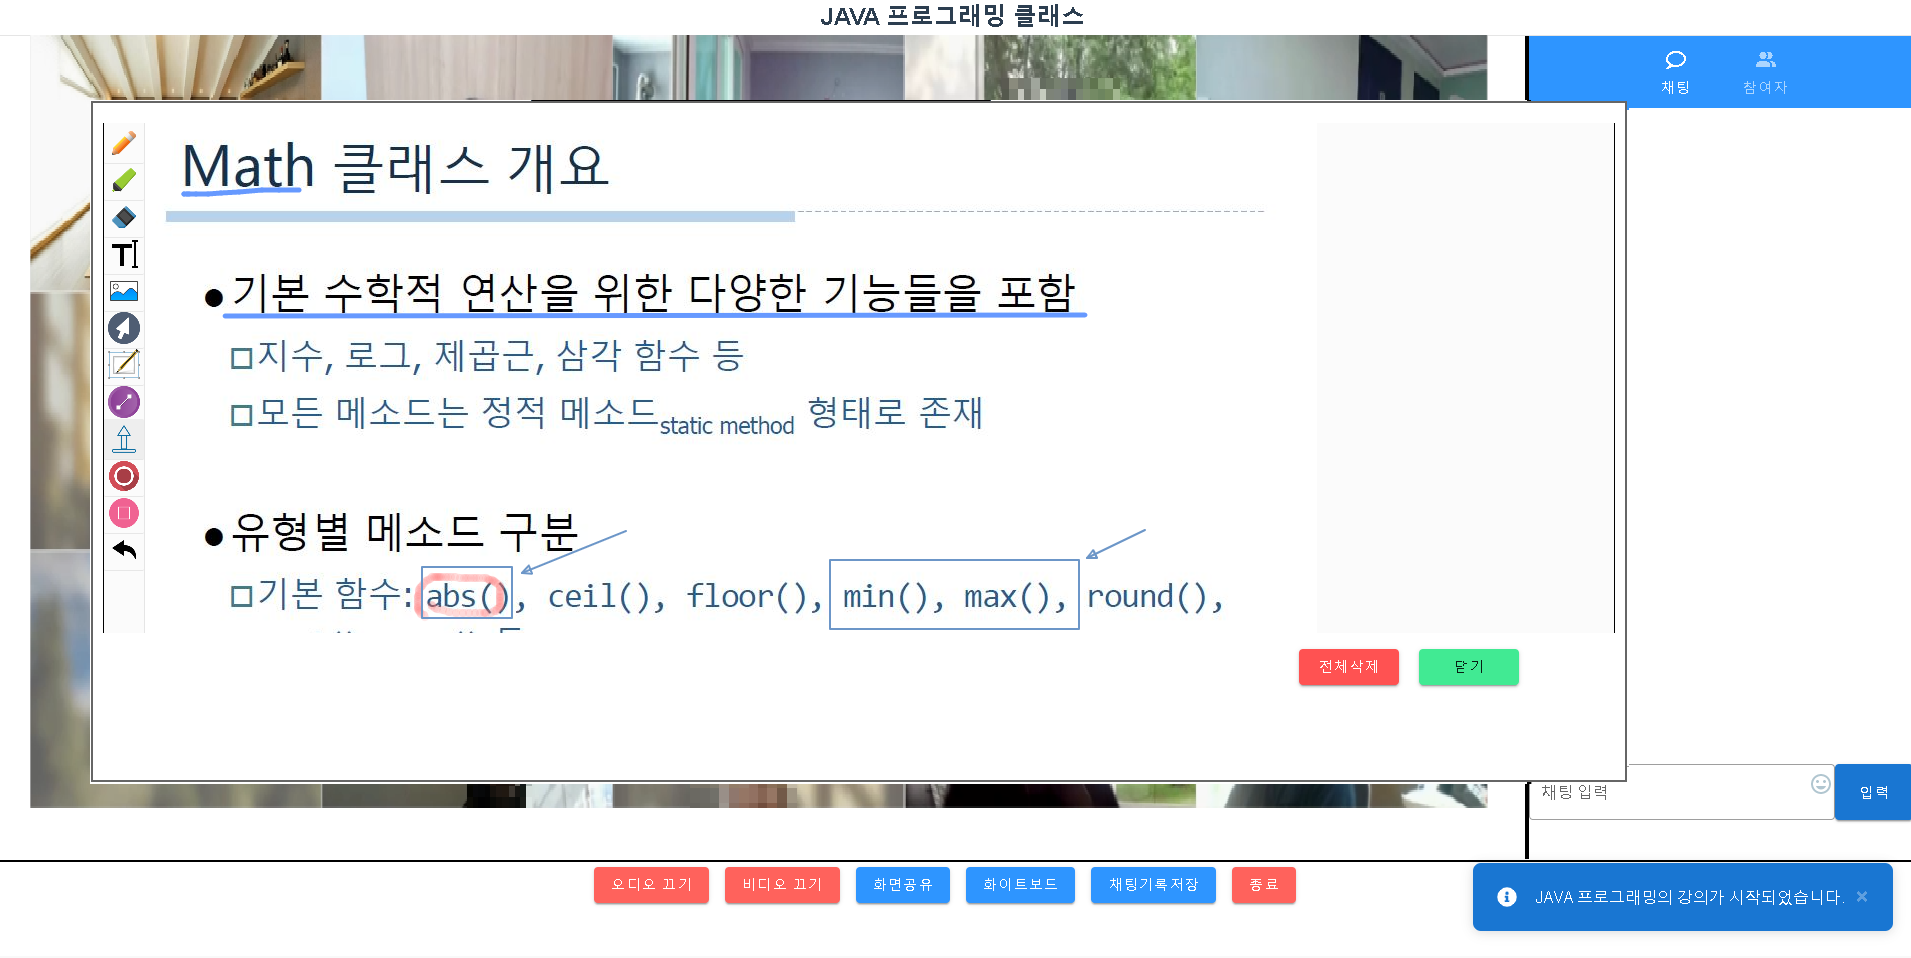 JAVA 프로그래밍 클래스
채팅
참여자
Math 클래스 개요
●기본 수학적 연산을 위한 다양한 기능들을 포함
□지수, 로그, 제곱근, 삼각 함수 등
□모든 메소드는 정적 메소드static method 형태로 존재
●유형별 메소드 구분
□기본 함수: abs(), ceil(), floor(), min(), max(), round(),
전체삭제
닫기
채팅 입력
입력
오디오 끄기
비디오 끄기
화면공유
화이트보드
채팅기록저장
종료
JAVA 프로그래밍의 강의가 시작되었습니다. ×